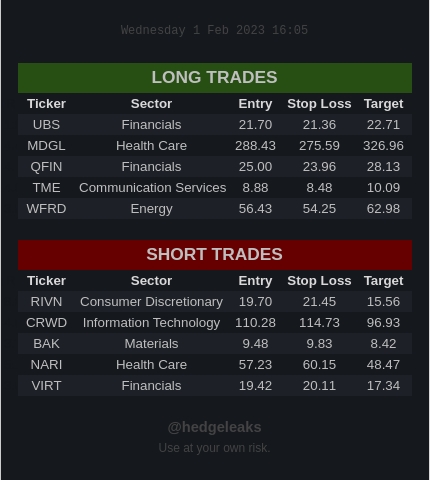 Wednesday 1 Feb 2023 16:05
LONG TRADES
Ticker Sector Entry Stop Loss Target
UBS Financials 21.70 21.36 22.71
MDGL Health Care 288.43 275.59 326.96
QFIN Financials 25.00 23.96 28.13
TME Communication Services 8.88 8.48 10.09
WFRD Energy 56.43 54.25 62.98
SHORT TRADES
Ticker Sector Entry Stop Loss Target
RIVN Consumer Discretionary 19.70 21.45 15.56
CRWD Information Technology 110.28 114.73 96.93
BAK Materials 9.48 9.83 8.42
NARI Health Care 57.23 60.15 48.47
VIRT Financials 19.42 20.11 17.34
@hedgeleaks
Use at your own risk.